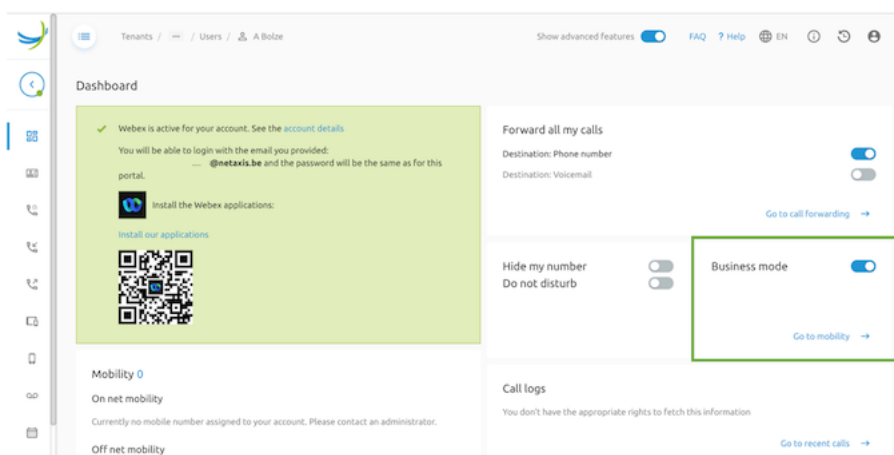 Tenants / ··· / Users / A Bolze
Show advanced features
FAQ ? Help EN
Dashboard
Webex is active for your account. See the account details
You will be able to login with the email you provided:
.... @netaxis.be and the password will be the same as for this
portal.
Install the Webex applications:
Install our applications
Mobility 0
On net mobility
Currently no mobile number assigned to your account. Please contact an administrator.
Off net mobility
Forward all my calls
Destination: Phone number
Destination: Voicemail
Go to call forwarding →
Hide my number
Do not disturb
Business mode
Go to mobility →
Call logs
You don't have the appropriate rights to fetch this information
Go to recent calls →